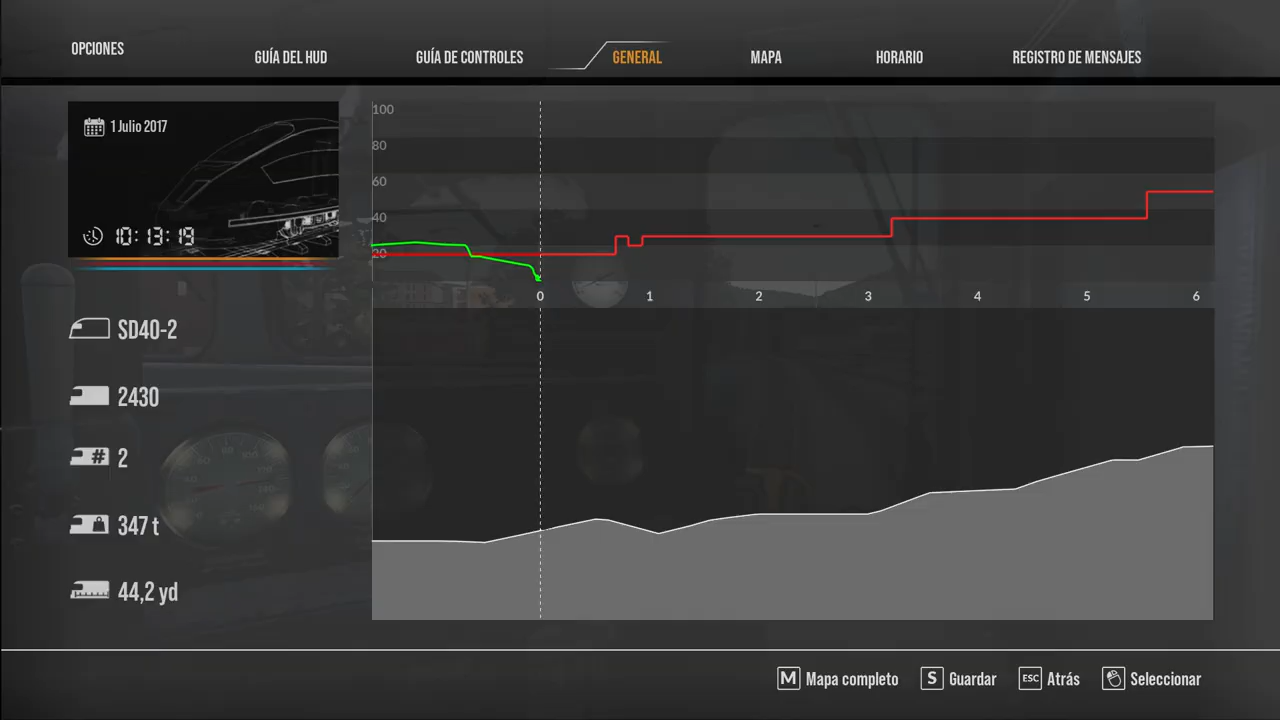 OPCIONES
GUÍA DEL HUD
GUÍA DE CONTROLES
GENERAL
MAPA
HORARIO
REGISTRO DE MENSAJES
1 Julio 2017
10:13:19
SD40-2
2430
# 2
347 t
44,2 yd
100
80
60
40
20
0 1 2 3 4 5 6
M Mapa completo
S Guardar
ESC Atrás
Seleccionar